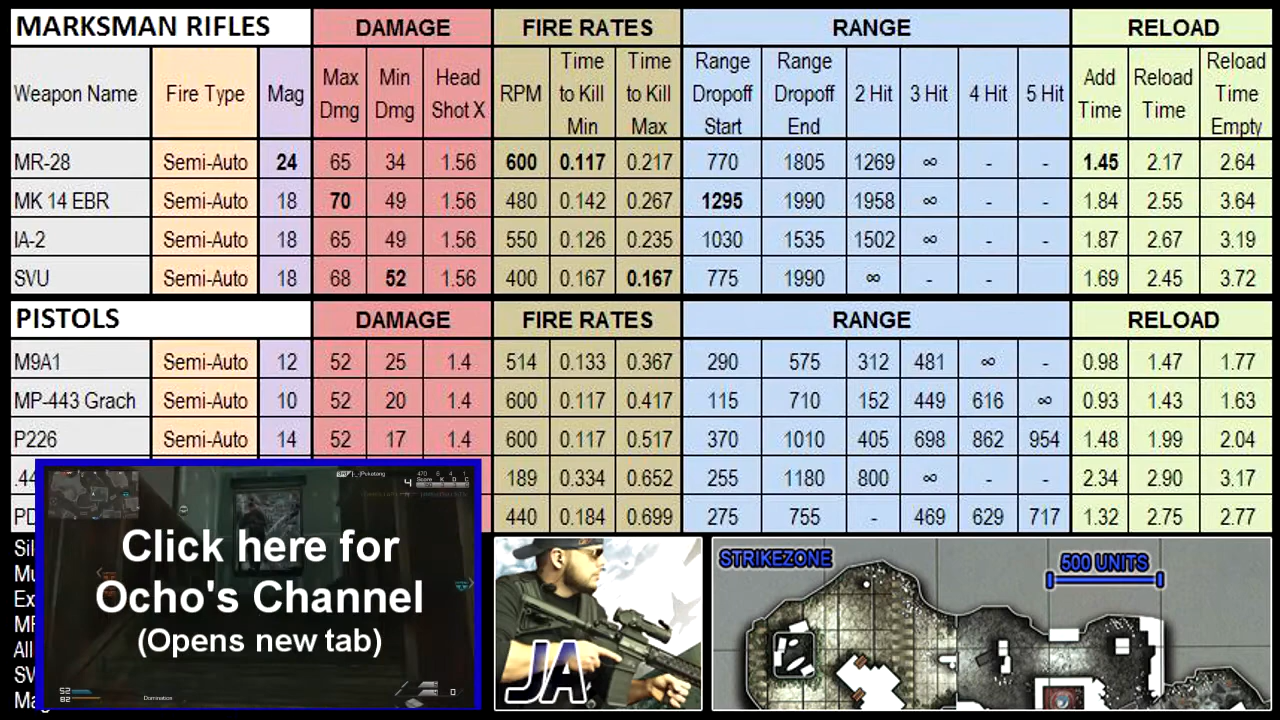 MARKSMAN RIFLES DAMAGE FIRE RATES RANGE RELOAD
Weapon Name Fire Type Mag Max Dmg Min Dmg Head Shot X RPM Time to Kill Min Time to Kill Max Range Dropoff Start Range Dropoff End 2 Hit 3 Hit 4 Hit 5 Hit Add Time Reload Time Reload Time Empty
MR-28 Semi-Auto 24 65 34 1.56 600 0.117 0.217 770 1805 1269 ∞ - - 1.45 2.17 2.64
MK 14 EBR Semi-Auto 18 70 49 1.56 480 0.142 0.267 1295 1990 1958 ∞ - - 1.84 2.55 3.64
IA-2 Semi-Auto 18 65 49 1.56 550 0.126 0.235 1030 1535 1502 ∞ - - 1.87 2.67 3.19
SVU Semi-Auto 18 68 52 1.56 400 0.167 0.167 775 1990 ∞ - - - 1.69 2.45 3.72
PISTOLS DAMAGE FIRE RATES RANGE RELOAD
M9A1 Semi-Auto 12 52 25 1.4 514 0.133 0.367 290 575 312 481 ∞ - 0.98 1.47 1.77
MP-443 Grach Semi-Auto 10 52 20 1.4 600 0.117 0.417 115 710 152 449 616 ∞ 0.93 1.43 1.63
P226 Semi-Auto 14 52 17 1.4 600 0.117 0.517 370 1010 405 698 862 954 1.48 1.99 2.04
.44 189 0.334 0.652 255 1180 800 ∞ - - 2.34 2.90 3.17
PD 440 0.184 0.699 275 755 - 469 629 717 1.32 2.75 2.77
Click here for
Ocho's Channel
(Opens new tab)
Domination
JA
STRIKEZONE
500 UNITS